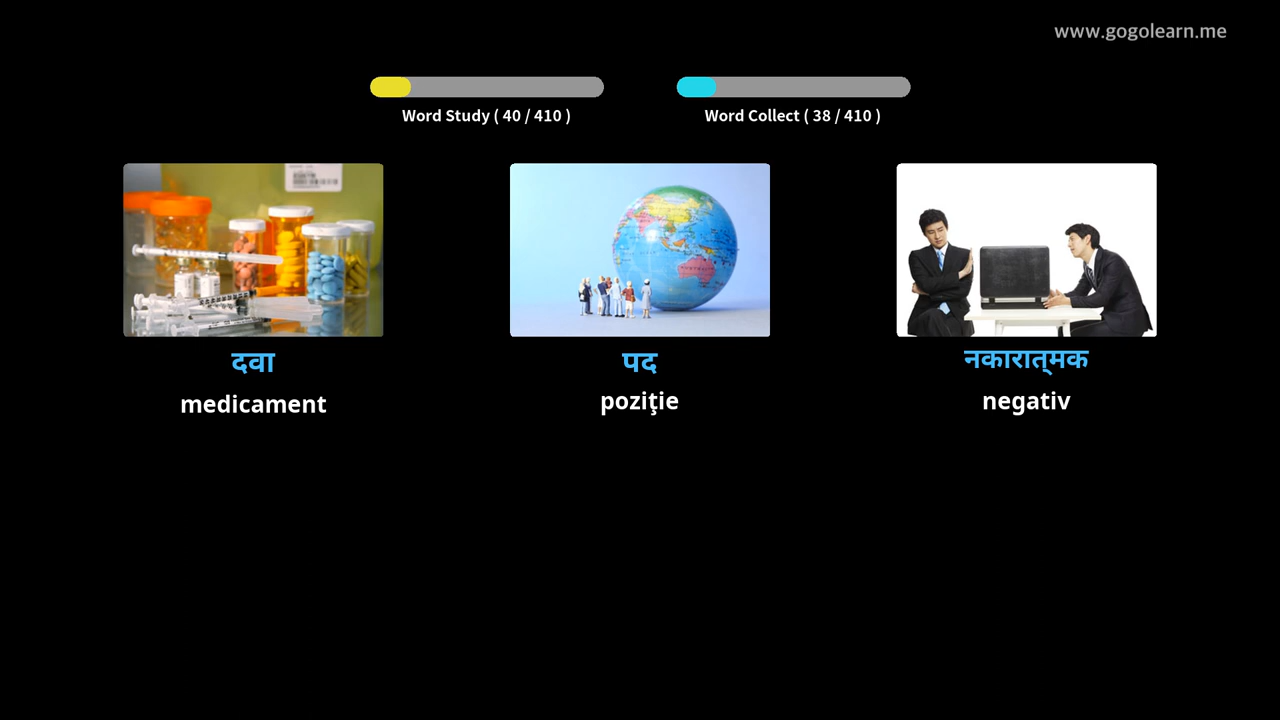 www.gogolearn.me
Word Study ( 40 / 410 )
Word Collect ( 38 / 410 )
दवा
पद
नकारात्‌मक
medicament
poziţie
negativ